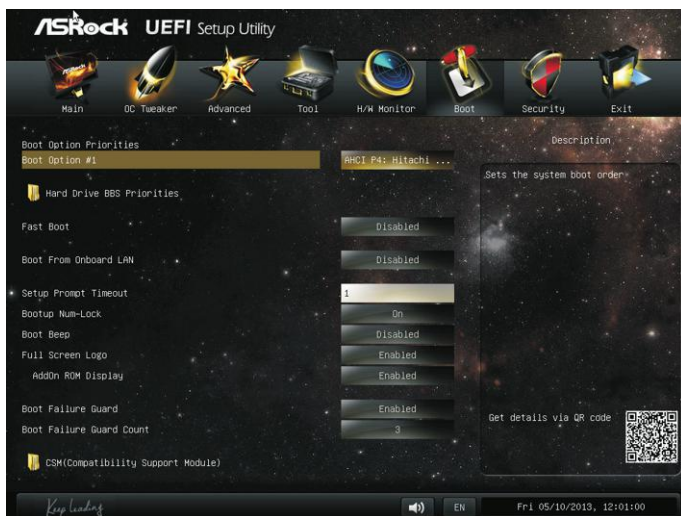 ASRock UEFI Setup Utility
Main OC Tweaker Advanced Tool H/W Monitor Boot Security Exit
Boot Option Priorities
Boot Option #1 AHCI P4: Hitachi ...
Hard Drive BBS Priorities
Fast Boot Disabled
Boot From Onboard LAN Disabled
Setup Prompt Timeout 1
Bootup Num-Lock On
Boot Beep Disabled
Full Screen Logo Enabled
AddOn ROM Display Enabled
Boot Failure Guard Enabled
Boot Failure Guard Count 3
CSM(Compatibility Support Module)
Description
Sets the system boot order
Get details via QR code
Keep Leading
EN
Fri 05/10/2013, 12:01:00